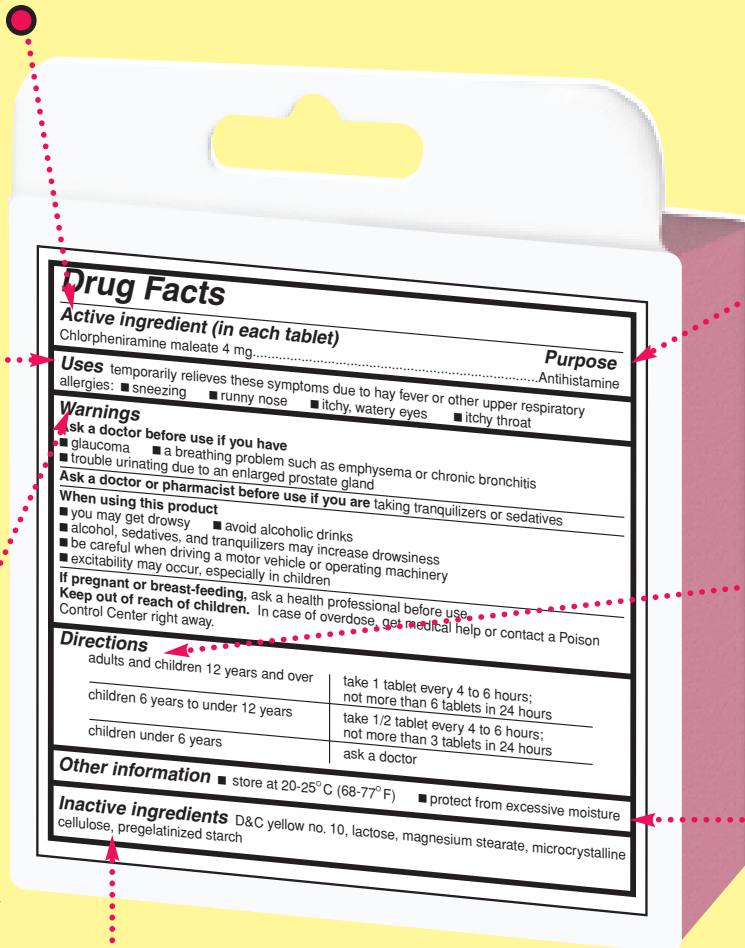 Drug Facts
Active ingredient (in each tablet)
Purpose
Chlorpheniramine maleate 4 mg..........................................................................Antihistamine
Uses temporarily relieves these symptoms due to hay fever or other upper respiratory
allergies: ■ sneezing ■ runny nose ■ itchy, watery eyes ■ itchy throat
Warnings
Ask a doctor before use if you have
■ glaucoma ■ a breathing problem such as emphysema or chronic bronchitis
■ trouble urinating due to an enlarged prostate gland
Ask a doctor or pharmacist before use if you are taking tranquilizers or sedatives
When using this product
■ you may get drowsy ■ avoid alcoholic drinks
■ alcohol, sedatives, and tranquilizers may increase drowsiness
■ be careful when driving a motor vehicle or operating machinery
■ excitability may occur, especially in children
If pregnant or breast-feeding, ask a health professional before use.
Keep out of reach of children. In case of overdose, get medical help or contact a Poison
Control Center right away.
Directions
adults and children 12 years and over
take 1 tablet every 4 to 6 hours;
not more than 6 tablets in 24 hours
children 6 years to under 12 years
take 1/2 tablet every 4 to 6 hours;
not more than 3 tablets in 24 hours
children under 6 years
ask a doctor
Other information ■ store at 20-25°C (68-77°F) ■ protect from excessive moisture
Inactive ingredients D&C yellow no. 10, lactose, magnesium stearate, microcrystalline
cellulose, pregelatinized starch